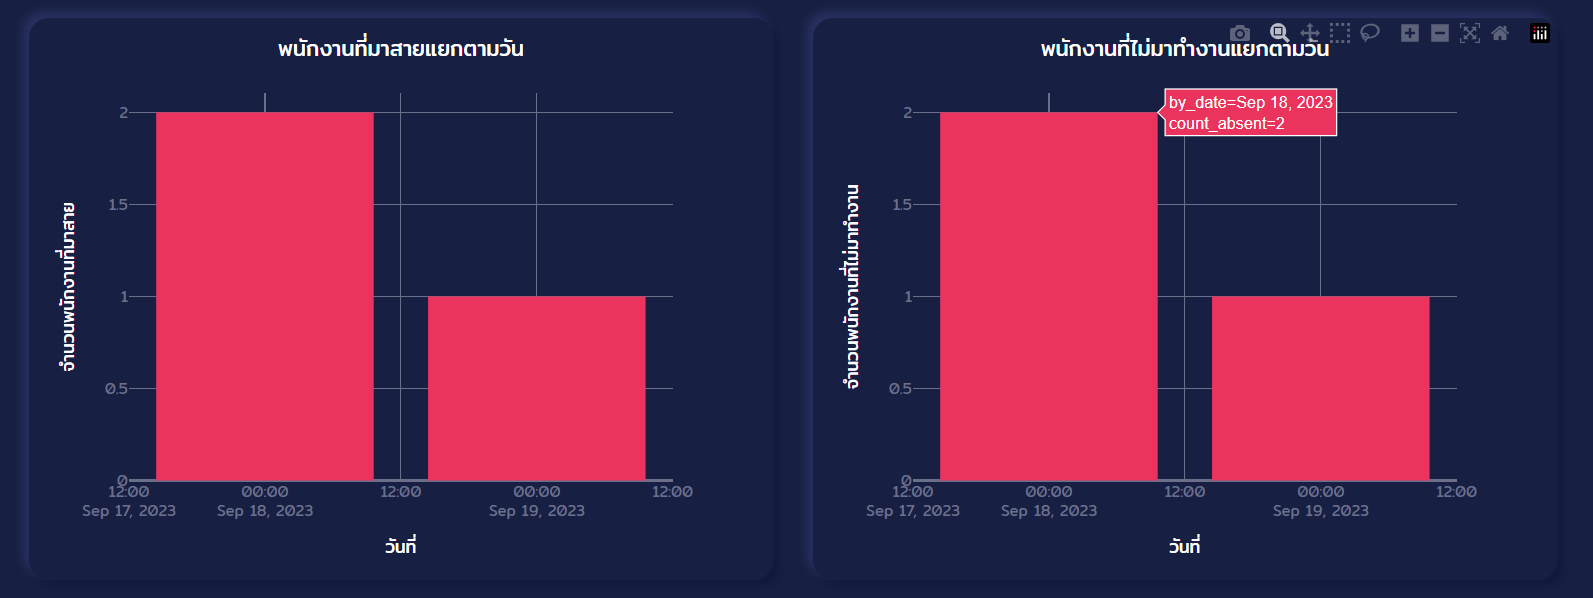 พนักงานที่มาสายแยกตามวัน
จำนวนพนักงานที่มาสาย
2
1.5
1
0.5
0
12:00
Sep 17, 2023
00:00
Sep 18, 2023
12:00
00:00
Sep 19, 2023
12:00
วันที่
พนักงานที่ไม่มาทำงานแยกตามวัน
by_date=Sep 18, 2023
count_absent=2
จำนวนพนักงานที่ไม่มาทำงาน
2
1.5
1
0.5
0
12:00
Sep 17, 2023
00:00
Sep 18, 2023
12:00
00:00
Sep 19, 2023
12:00
วันที่